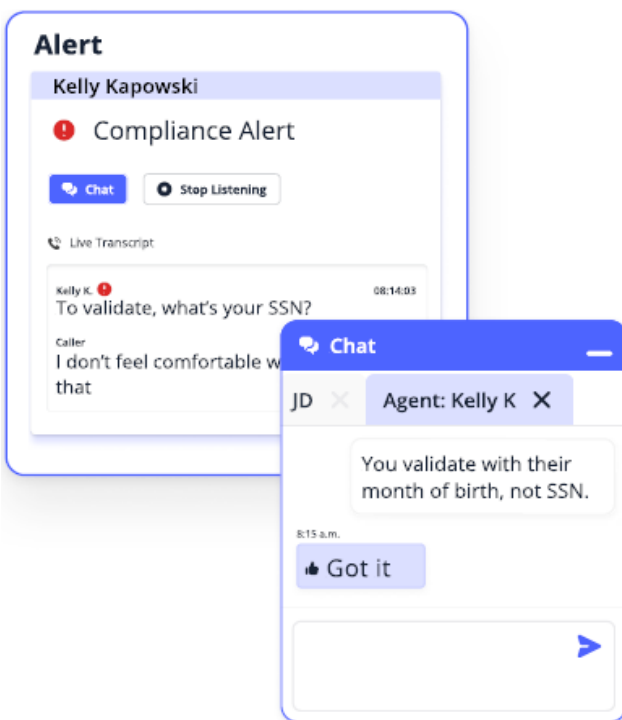 Alert
Kelly Kapowski
Compliance Alert
Chat
Stop Listening
Live Transcript
Kelly K.
08:14:03
To validate, what's your SSN?
Caller
I don't feel comfortable w
that
Chat
JD
Agent: Kelly K
You validate with their
month of birth, not SSN.
8:15 a.m.
Got it